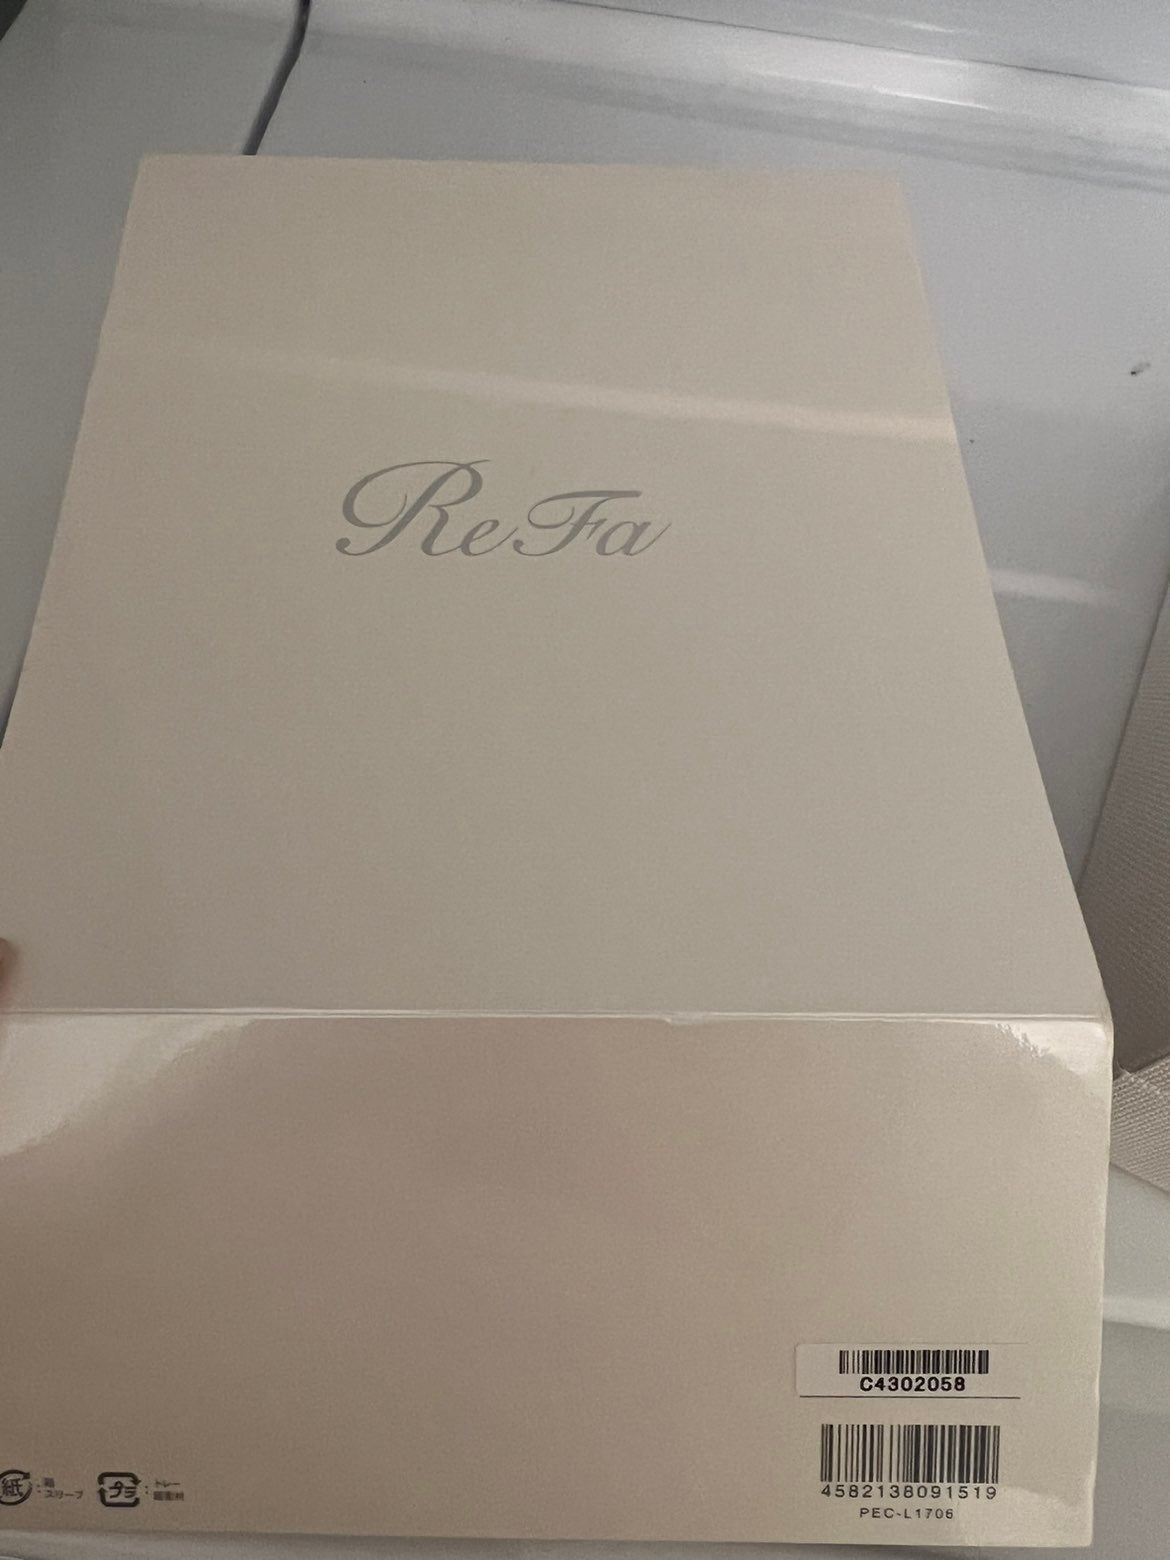 ReFa
C4302058
4582138091519
PEC-L1706
紙 : 箱
スリーブ
プラ : トレー
緩衝材